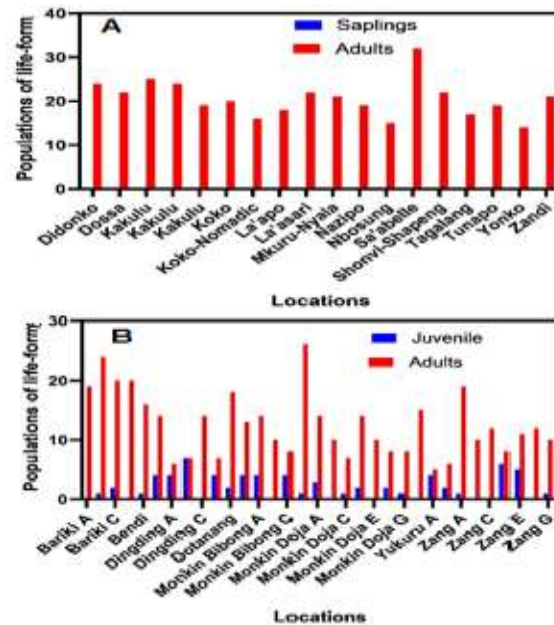 A
Saplings
Adults
Populations of life-form
40
30
20
10
0
Didonko
Dossa
Kakulu
Kakulu
Kakulu
Koko
Koko-Nomadic
La'apo
La'asari
Mkuru-Nyala
Nazipo
Sa'abelle
Shonvi-Shapeng
Tagalang
Tunapo
Yonko
Zandi
Locations
B
Juvenile
Adults
Populations of life-form
30
20
10
0
Bariki A
Bariki C
Bendi
Dingding A
Dingding C
Dotanang
Monkin Bibong A
Monkin Bibong C
Monkin Doja A
Monkin Doja C
Monkin Doja E
Monkin Doja G
Yukuru A
Zang A
Zang C
Zang E
Zang G
Locations